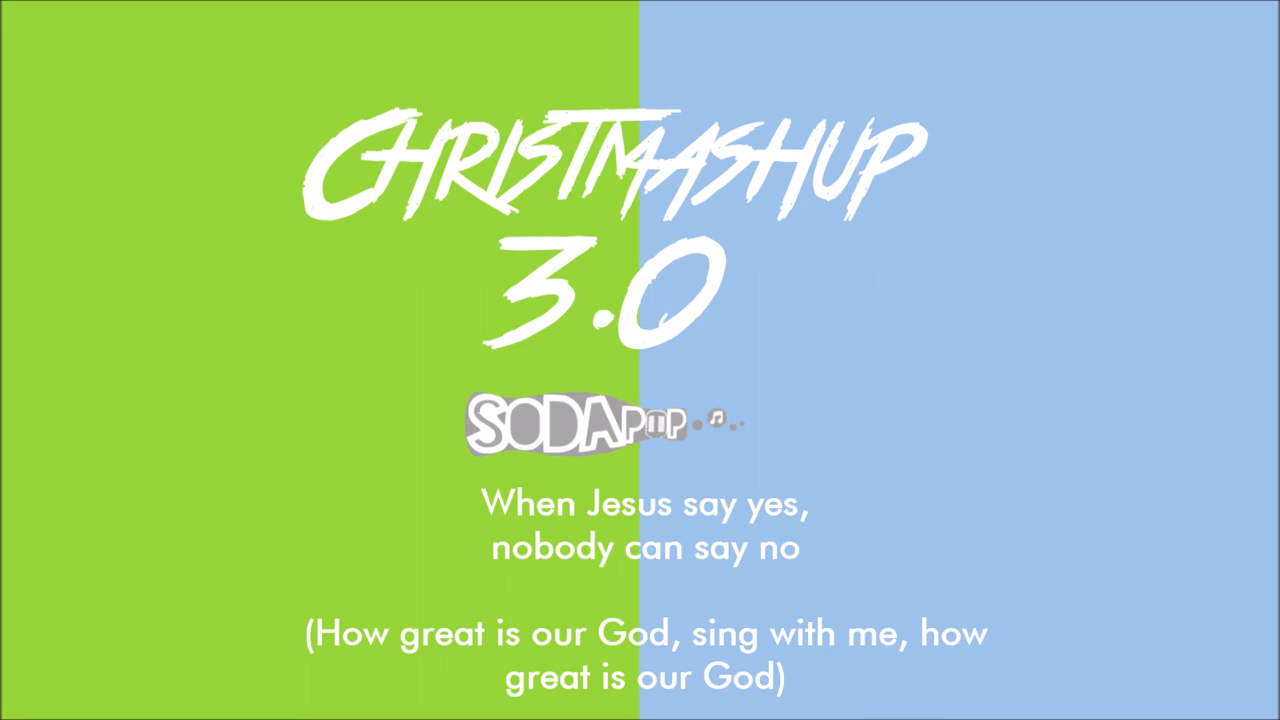 CHRISTMASHUP
3.0
SODAPOP
When Jesus say yes,
nobody can say no
(How great is our God, sing with me, how
great is our God)